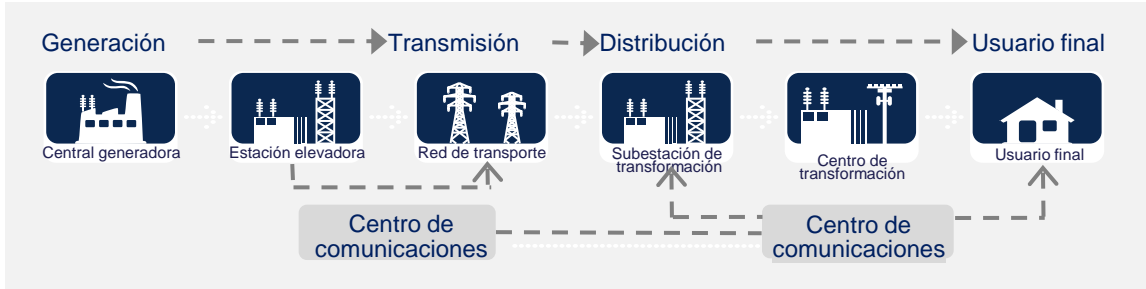 Generación
Transmisión
Distribución
Usuario final
Central generadora
Estación elevadora
Red de transporte
Subestación de
transformación
Centro de
transformación
Usuario final
Centro de
comunicaciones
Centro de
comunicaciones